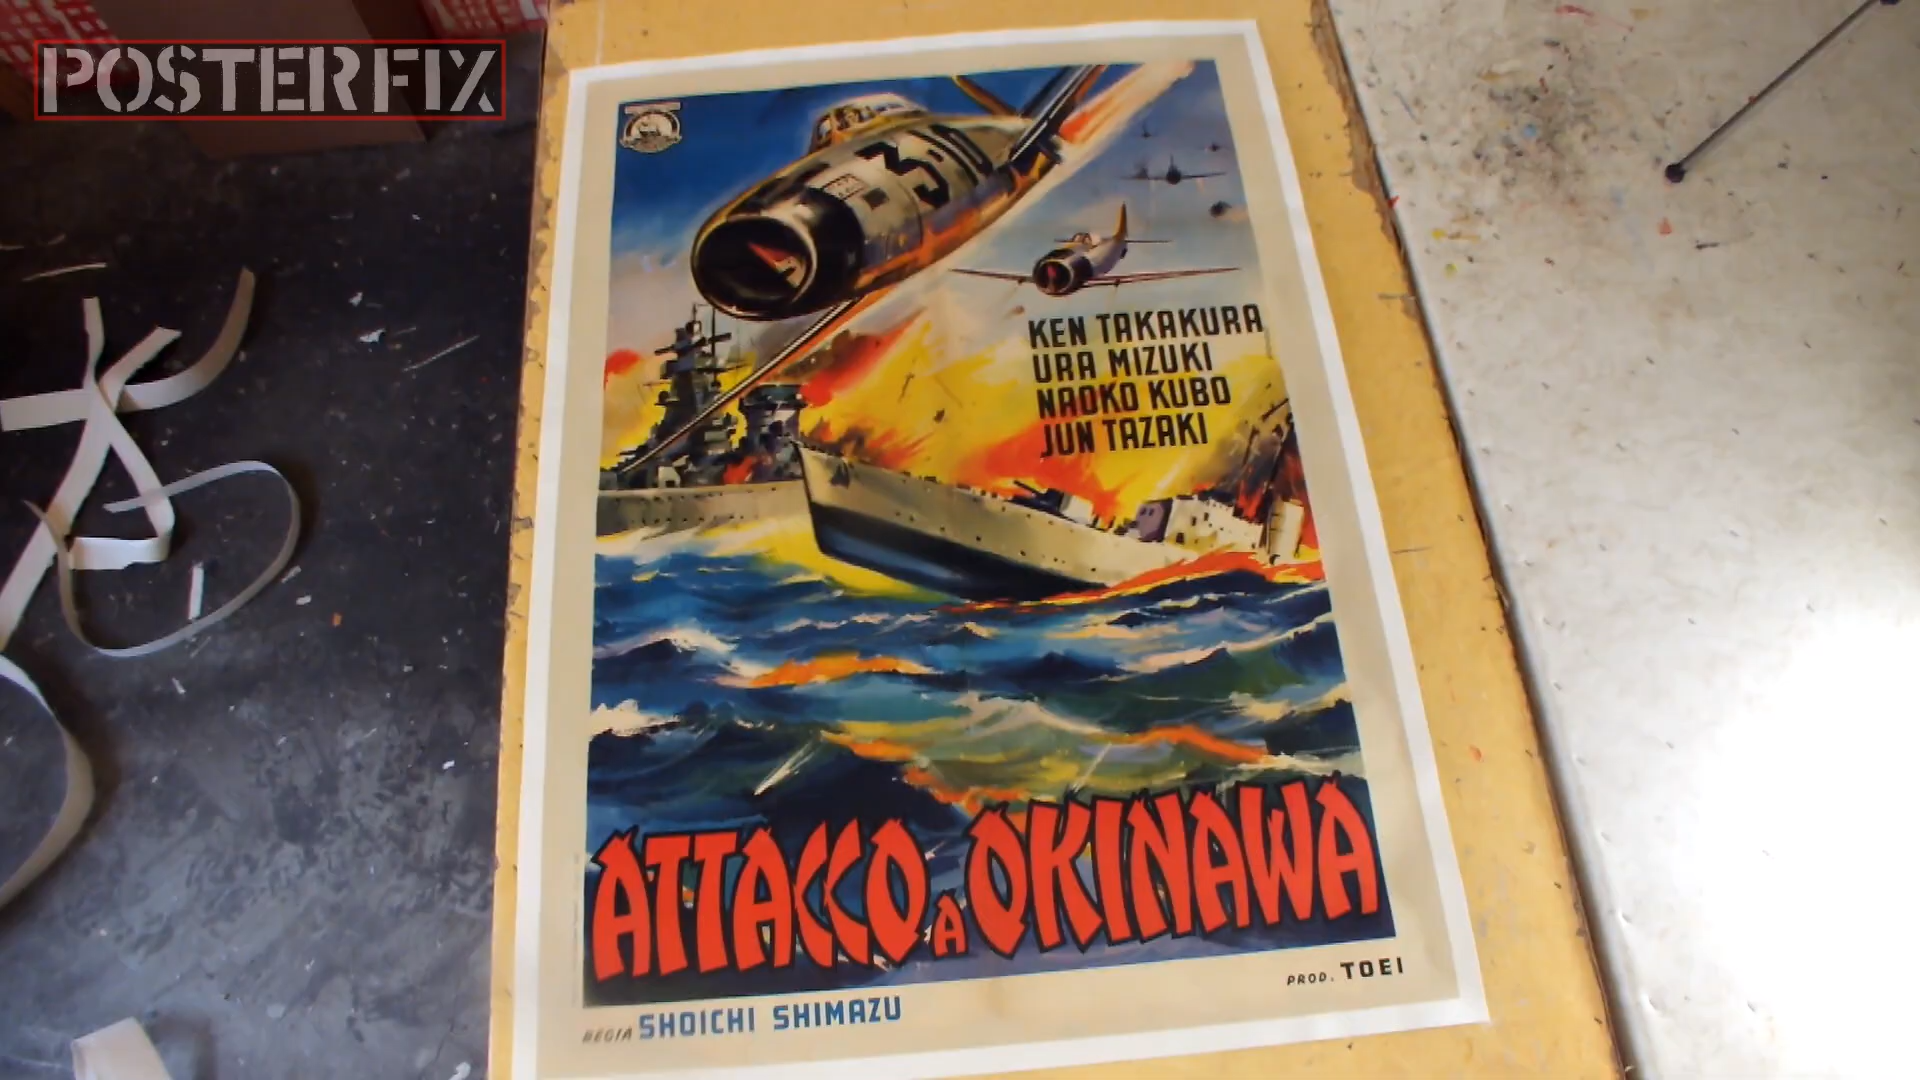 POSTERFIX
KEN TAKAKURA
URA MIZUKI
NAOKO KUBO
JUN TAZAKI
ATTACCO A OKINAWA
PROD. TOEI
REGIA SHOICHI SHIMAZU